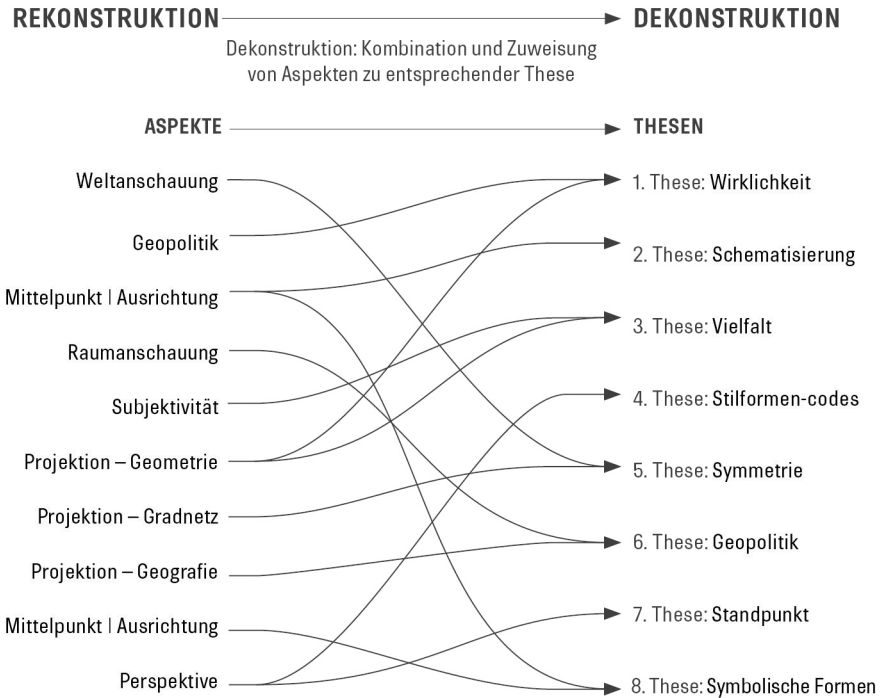 REKONSTRUKTION
DEKONSTRUKTION
Dekonstruktion: Kombination und Zuweisung
von Aspekten zu entsprechender These
ASPEKTE
THESEN
Weltanschauung
Geopolitik
Mittelpunkt | Ausrichtung
Raumanschauung
Subjektivität
Projektion – Geometrie
Projektion – Gradnetz
Projektion – Geografie
Mittelpunkt | Ausrichtung
Perspektive
1. These: Wirklichkeit
2. These: Schematisierung
3. These: Vielfalt
4. These: Stilformen-codes
5. These: Symmetrie
6. These: Geopolitik
7. These: Standpunkt
8. These: Symbolische Formen